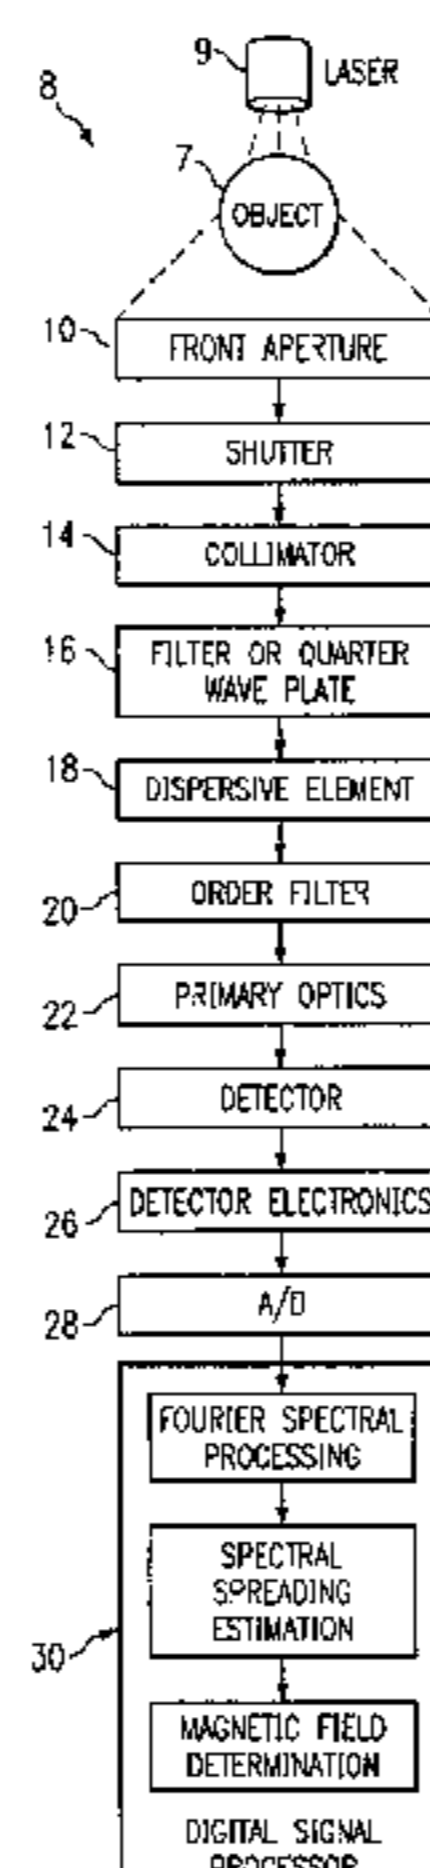 9
LASER
8
7
OBJECT
10
FRONT APERTURE
12
SHUTTER
14
COLLIMATOR
16
FILTER OR QUARTER
WAVE PLATE
18
DISPERSIVE ELEMENT
ORDER FILTER
20
PRIMARY OPTICS
22
DETECTOR
24
DETECTOR ELECTRONICS
26
A/D
28
FOURIER SPECTRAL
PROCESSING
SPECTRAL
SPREADING
ESTIMATION
30
MAGNETIC FIELD
DETERMINATION
DIGITAL SIGNAL
PROCESSOR